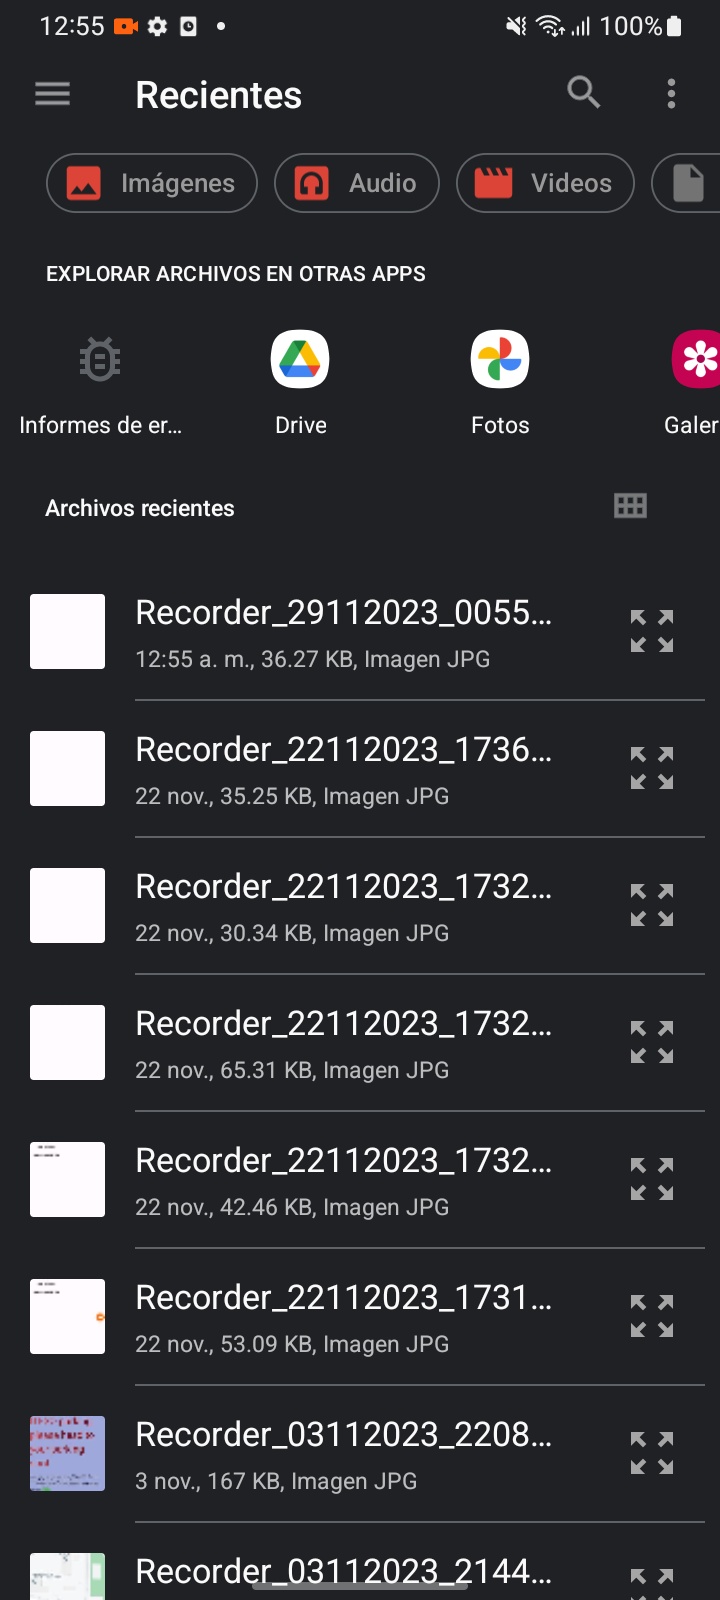 12:55 100%
Recientes
Imágenes Audio Videos
EXPLORAR ARCHIVOS EN OTRAS APPS
Informes de er... Drive Fotos Galer
Archivos recientes
Recorder_29112023_0055...
12:55 a. m., 36.27 KB, Imagen JPG
Recorder_22112023_1736...
22 nov., 35.25 KB, Imagen JPG
Recorder_22112023_1732...
22 nov., 30.34 KB, Imagen JPG
Recorder_22112023_1732...
22 nov., 65.31 KB, Imagen JPG
Recorder_22112023_1732...
22 nov., 42.46 KB, Imagen JPG
Recorder_22112023_1731...
22 nov., 53.09 KB, Imagen JPG
Recorder_03112023_2208...
3 nov., 167 KB, Imagen JPG
Recorder_03112023_2144...